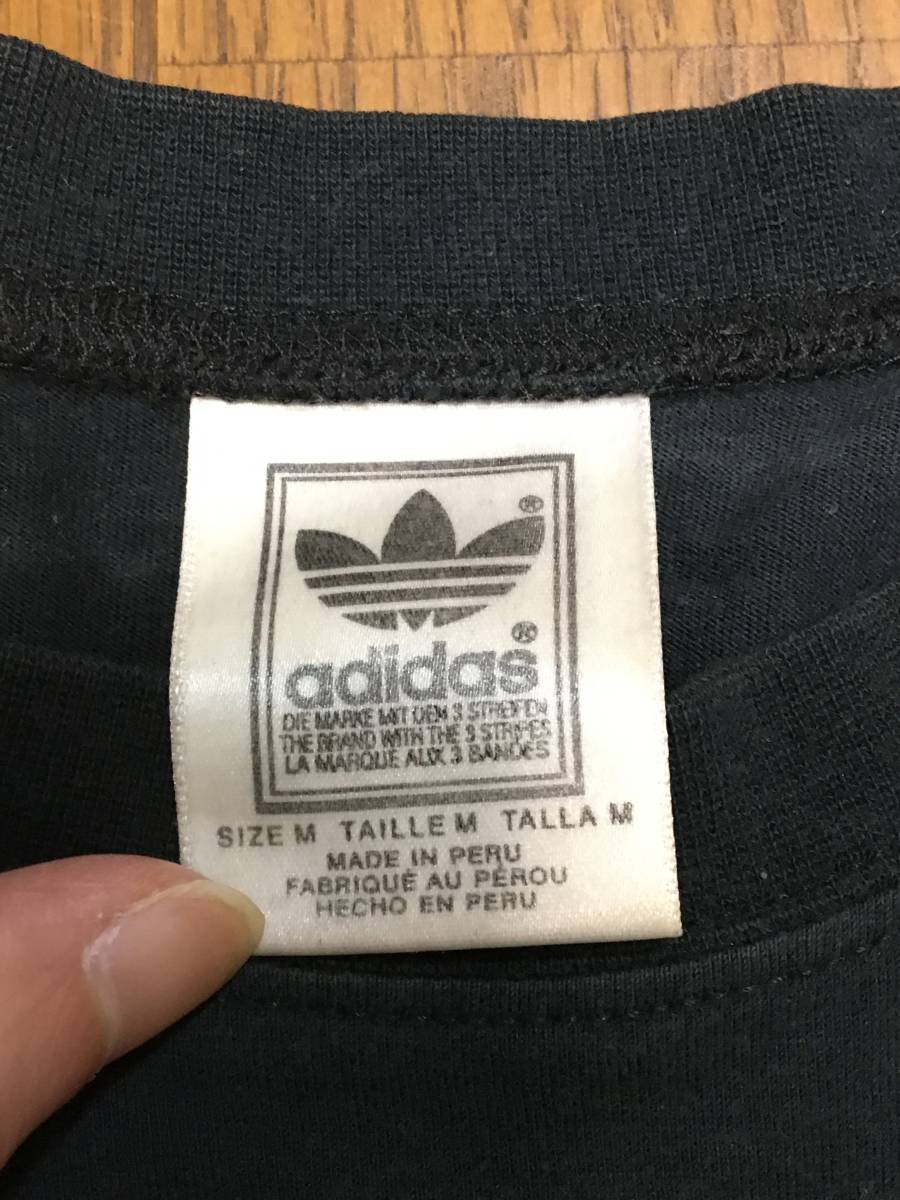 ®
adidas®
DIE MARKE MIT DEN 3 STREIFEN
THE BRAND WITH THE 3 STRIPES
LA MARQUE AUX 3 BANDES
SIZE M TAILLE M TALLA M
MADE IN PERU
FABRIQUÉ AU PÉROU
HECHO EN PERU